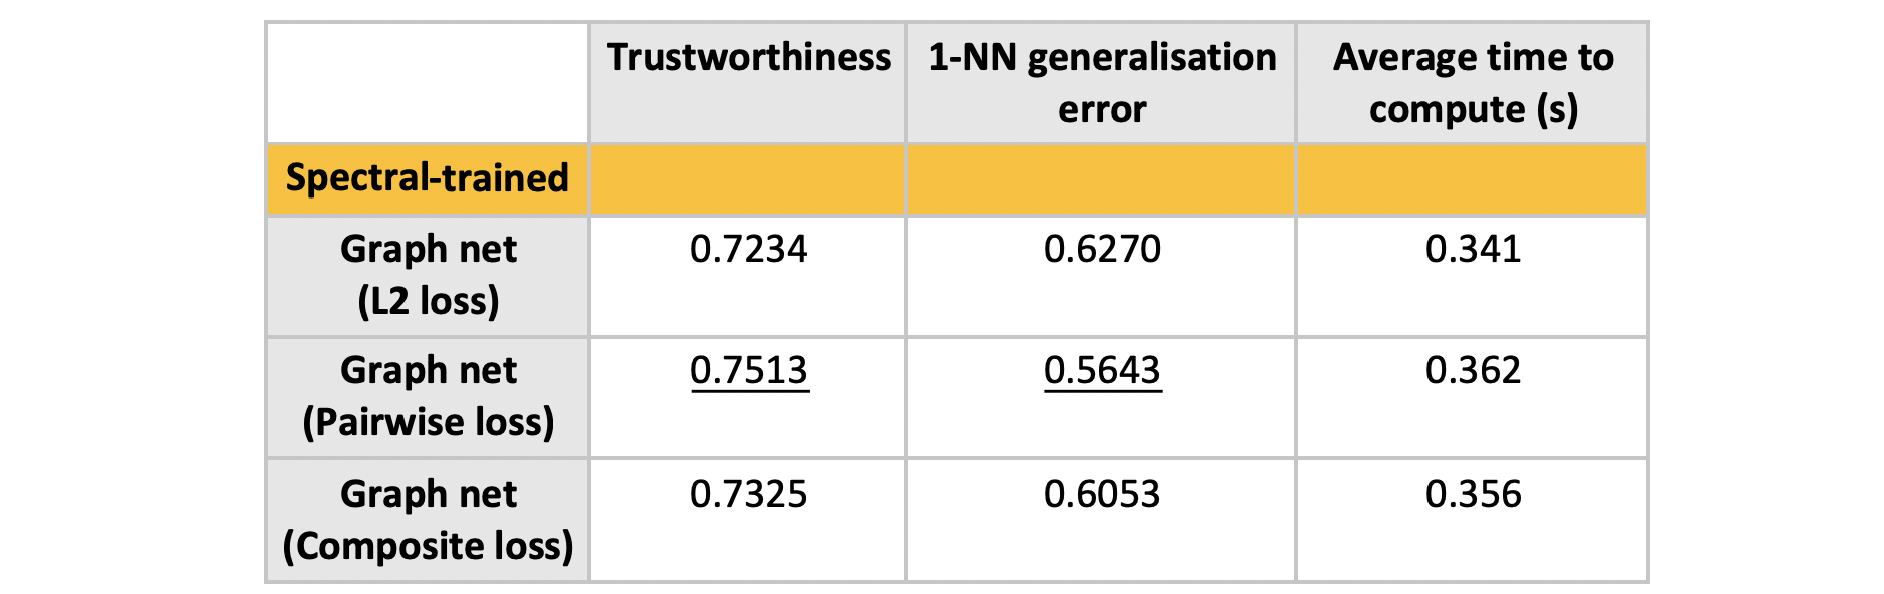 Trustworthiness 1-NN generalisation Average time to
error compute (s)
Spectral-trained
Graph net 0.7234 0.6270 0.341
(L2 loss)
Graph net 0.7513 0.5643 0.362
(Pairwise loss)
Graph net 0.7325 0.6053 0.356
(Composite loss)